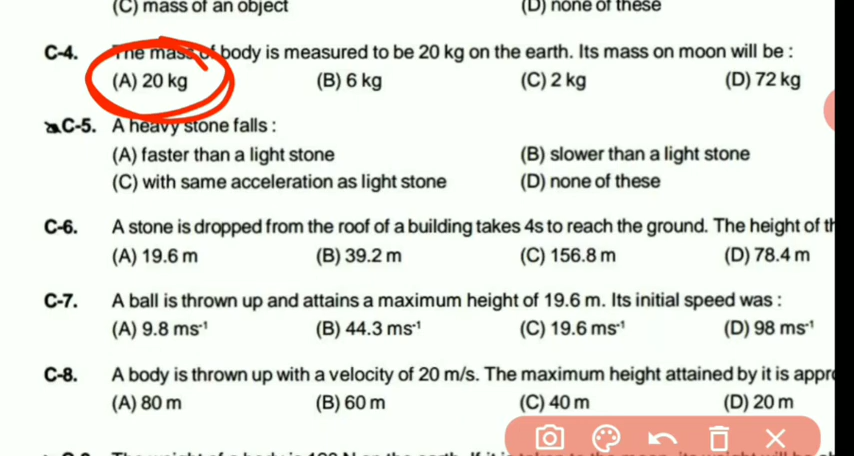 (C) mass of an object (D) none of these
C-4. The mass of body is measured to be 20 kg on the earth. Its mass on moon will be :
(A) 20 kg (B) 6 kg (C) 2 kg (D) 72 kg
C-5. A heavy stone falls :
(A) faster than a light stone (B) slower than a light stone
(C) with same acceleration as light stone (D) none of these
C-6. A stone is dropped from the roof of a building takes 4s to reach the ground. The height of
(A) 19.6 m (B) 39.2 m (C) 156.8 m (D) 78.4 m
C-7. A ball is thrown up and attains a maximum height of 19.6 m. Its initial speed was :
(A) 9.8 ms⁻¹ (B) 44.3 ms⁻¹ (C) 19.6 ms⁻¹ (D) 98 ms⁻¹
C-8. A body is thrown up with a velocity of 20 m/s. The maximum height attained by it is
(A) 80 m (B) 60 m (C) 40 m (D) 20 m